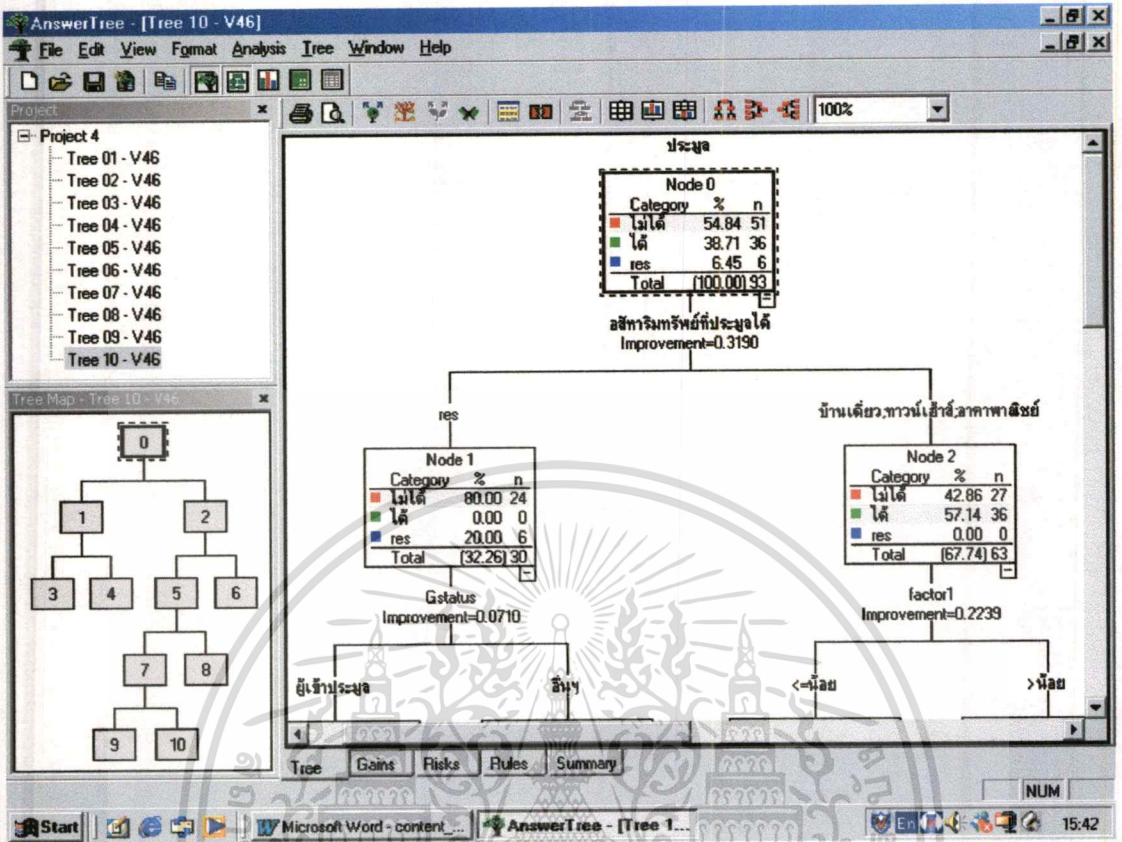 AnswerTree - [Tree 10 - V46]
File Edit View Format Analysis Tree Window Help
Project
100%
Project 4
Tree 01 - V46
Tree 02 - V46
Tree 03 - V46
Tree 04 - V46
Tree 05 - V46
Tree 06 - V46
Tree 07 - V46
Tree 08 - V46
Tree 09 - V46
Tree 10 - V46
Tree Map - Tree 10 - V46
0
1 2
3 4 5 6
7 8
9 10
ประมูล
Node 0
Category % n
ไม่ได้ 54.84 51
ได้ 38.71 36
res 6.45 6
Total (100.00) 93
อสังหาริมทรัพย์ที่ประมูลได้
Improvement=0.3190
res
บ้านเดี่ยว;ทาวน์เฮ้าส์;อาคาพาณิชย์
Node 1
Category % n
ไม่ได้ 80.00 24
ได้ 0.00 0
res 20.00 6
Total (32.26) 30
Gstatus
Improvement=0.0710
Node 2
Category % n
ไม่ได้ 42.86 27
ได้ 57.14 36
res 0.00 0
Total (67.74) 63
factor1
Improvement=0.2239
ผู้เข้าประมูล
อื่นๆ
<=น้อย
>น้อย
Tree Gains Risks Rules Summary
NUM
Start Microsoft Word - content_... AnswerTree - [Tree 1... En 15:42